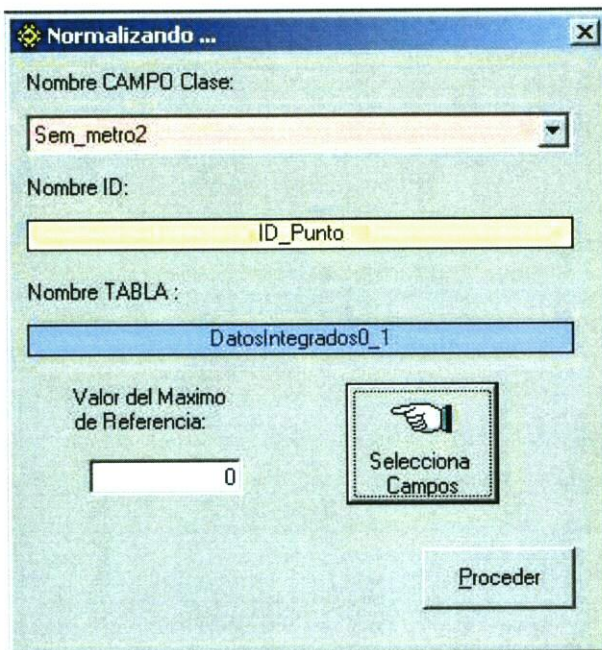 Normalizando ...
Nombre CAMPO Clase:
Sem_metro2
Nombre ID:
ID_Punto
Nombre TABLA :
DatosIntegrados0_1
Valor del Maximo
de Referencia:
0
Selecciona
Campos
Proceder